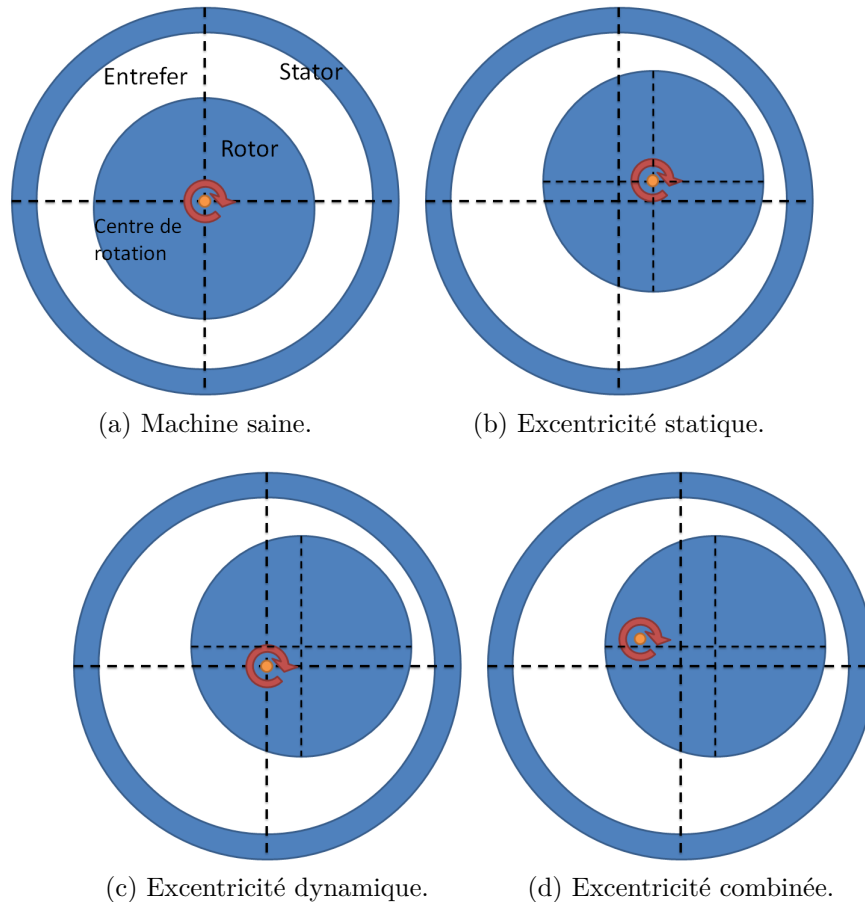 Entrefer
Stator
Rotor
Centre de
rotation
(a) Machine saine.
(b) Excentricité statique.
(c) Excentricité dynamique.
(d) Excentricité combinée.